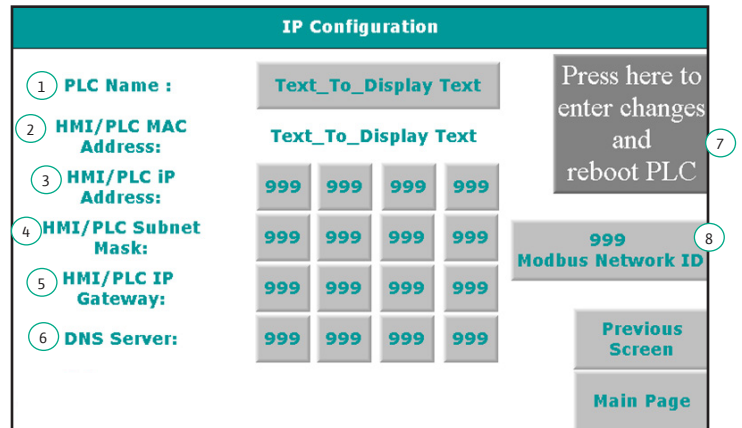 IP Configuration
1 PLC Name :
Text_To_Display Text
2 HMI/PLC MAC
Address:
Text_To_Display Text
3 HMI/PLC iP
Address:
999 999 999 999
4 HMI/PLC Subnet
Mask:
999 999 999 999
5 HMI/PLC IP
Gateway:
999 999 999 999
6 DNS Server:
999 999 999 999
Press here to
enter changes
and
reboot PLC
7
999
Modbus Network ID
8
Previous
Screen
Main Page